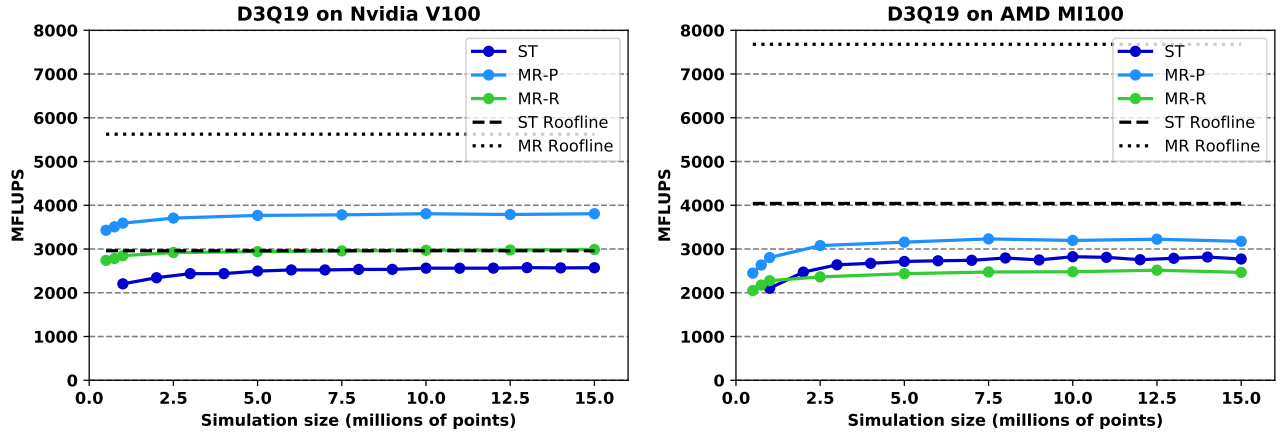 D3Q19 on Nvidia V100
8000
7000
6000
5000
4000
3000
2000
1000
0
MFLUPS
ST
MR-P
MR-R
ST Roofline
MR Roofline
0.0 2.5 5.0 7.5 10.0 12.5 15.0
Simulation size (millions of points)
D3Q19 on AMD MI100
8000
7000
6000
5000
4000
3000
2000
1000
0
MFLUPS
ST
MR-P
MR-R
ST Roofline
MR Roofline
0.0 2.5 5.0 7.5 10.0 12.5 15.0
Simulation size (millions of points)